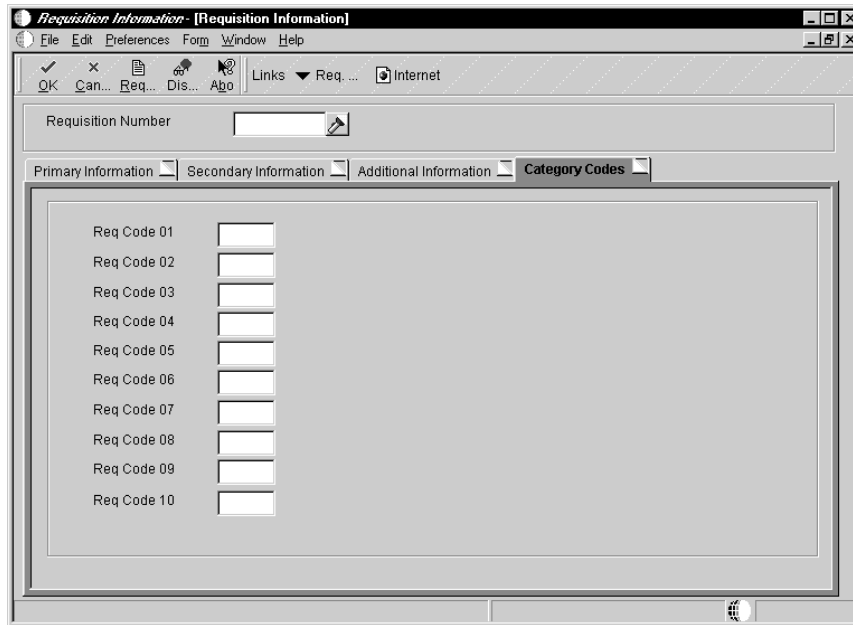 Requisition Information - [Requisition Information]
File Edit Preferences Form Window Help
OK Can... Req... Dis... Abo Links Req. ... Internet
Requisition Number
Primary Information Secondary Information Additional Information Category Codes
Req Code 01
Req Code 02
Req Code 03
Req Code 04
Req Code 05
Req Code 06
Req Code 07
Req Code 08
Req Code 09
Req Code 10